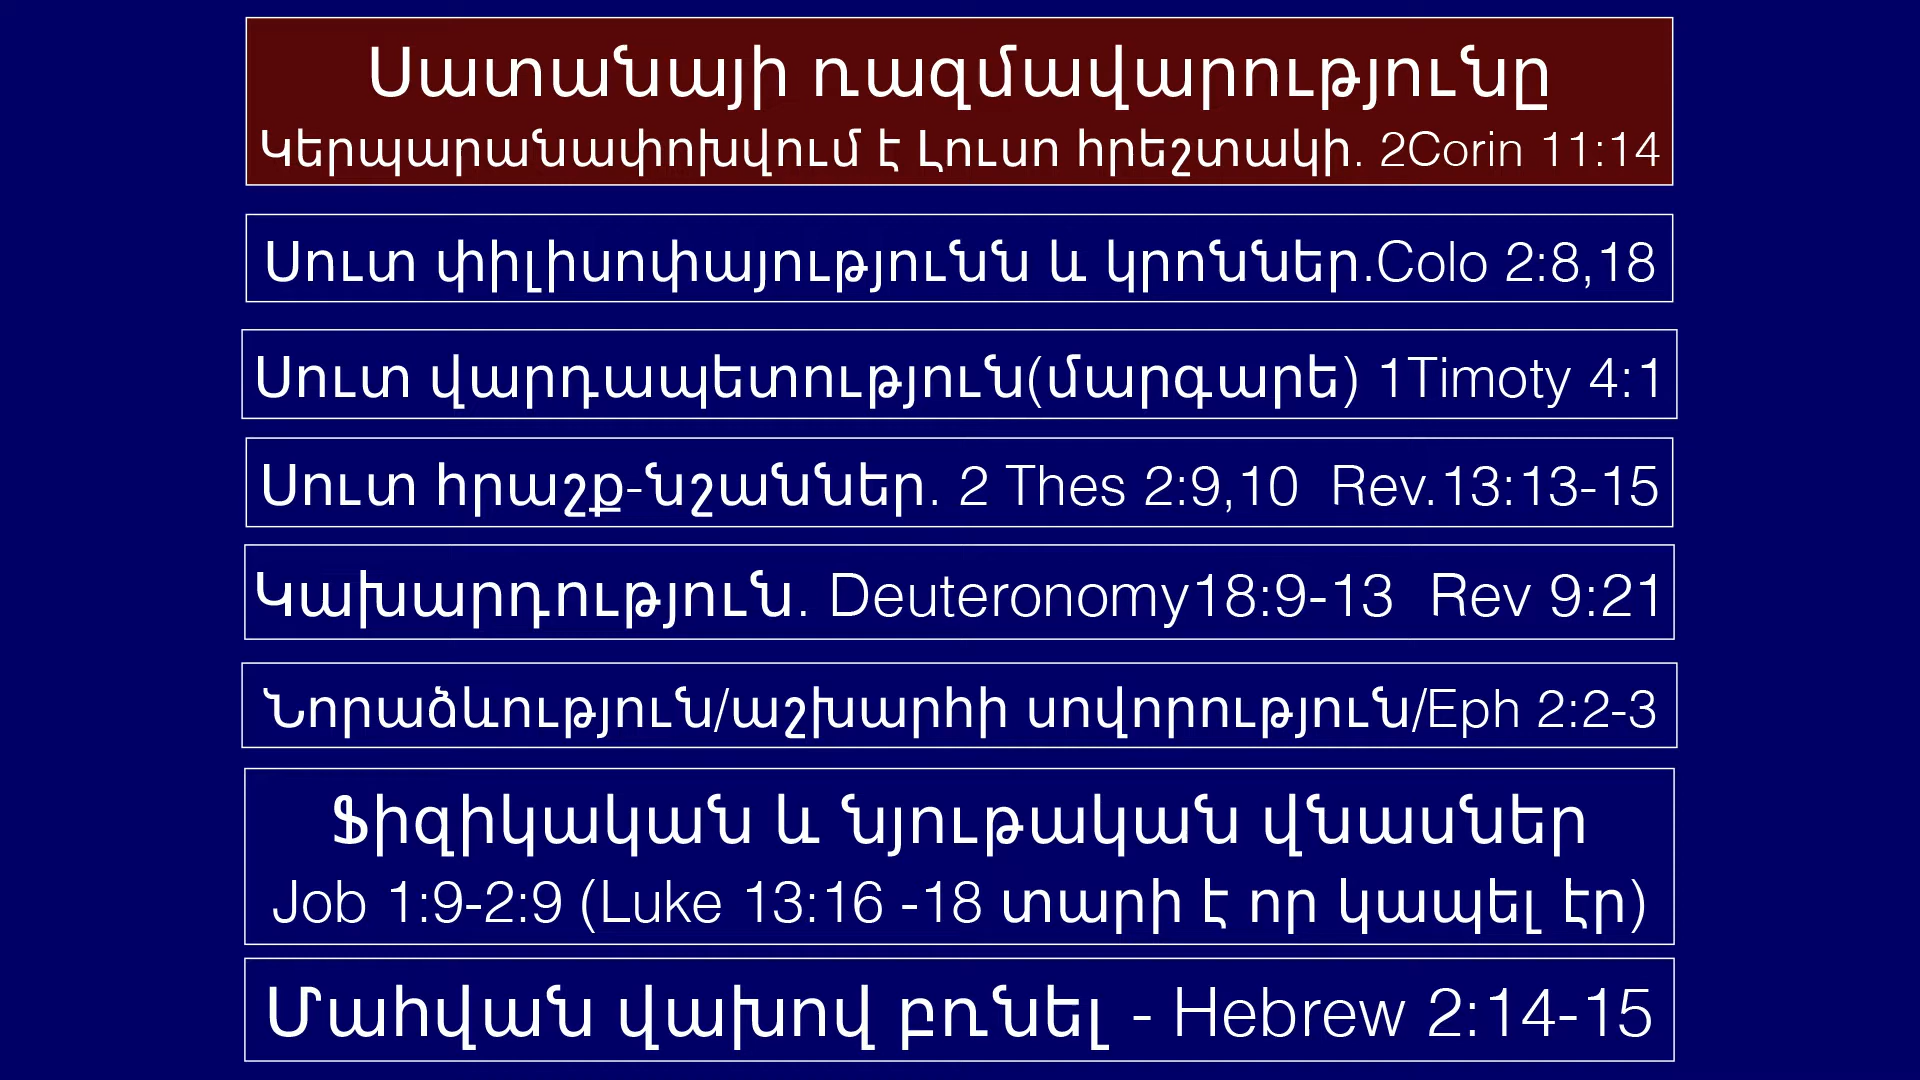 Սատանայի ռազմավարությունը
Կերպարանափոխվում է Լուսո հրեշտակի. 2Corin 11:14
Սուտ փիլիսոփայությունն և կրոններ.Colo 2:8,18
Սուտ վարդապետություն(մարգարե) 1Timoty 4:1
Սուտ հրաշք-նշաններ. 2 Thes 2:9,10 Rev.13:13-15
Կախարդություն. Deuteronomy18:9-13 Rev 9:21
Նորաձևություն/աշխարհի սովորություն/Eph 2:2-3
Ֆիզիկական և նյութական վնասներ
Job 1:9-2:9 (Luke 13:16 -18 տարի է որ կապել էր)
Մահվան վախով բռնել - Hebrew 2:14-15